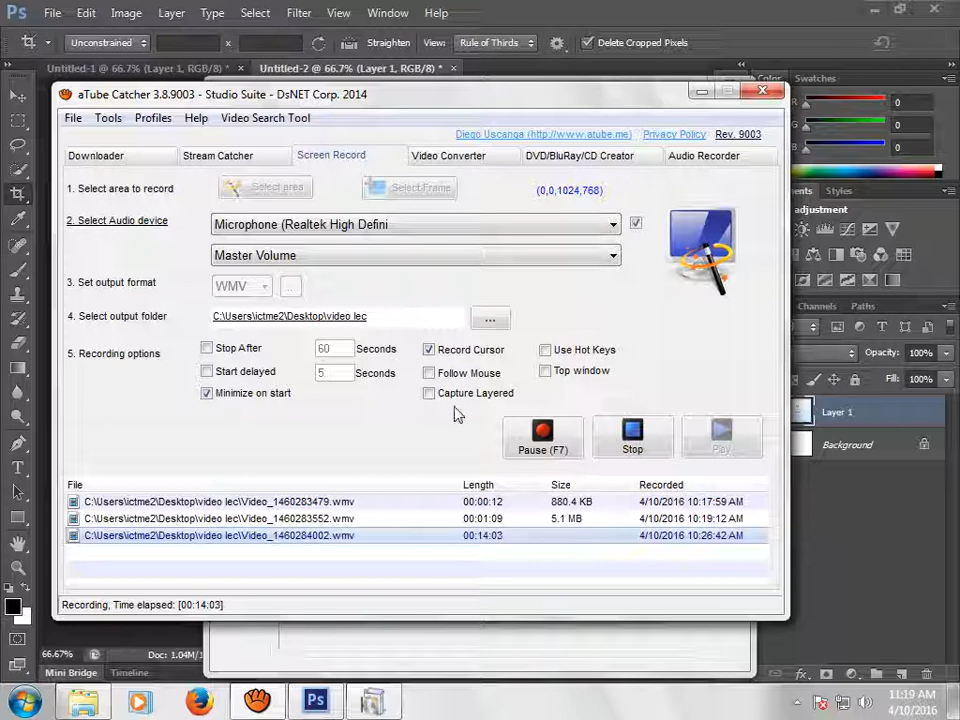 Ps File Edit Image Layer Type Select Filter View Window Help
Unconstrained x Straighten View: Rule of Thirds Delete Cropped Pixels
Untitled-1 @ 66.7% (Layer 1, RGB/8) * × Untitled-2 @ 66.7% (Layer 1, RGB/8) * ×
Color Swatches
aTube Catcher 3.8.9003 - Studio Suite - DsNET Corp. 2014
0
File Tools Profiles Help Video Search Tool
0
Diego Uscanga (http://www.atube.me) Privacy Policy Rev. 9003
0
Downloader Stream Catcher Screen Record Video Converter DVD/BluRay/CD Creator Audio Recorder
1. Select area to record Select area Select Frame (0,0,1024,768)
Styles
adjustment
2. Select Audio device Microphone (Realtek High Defini
Master Volume
3. Set output format WMV ...
Channels Paths
4. Select output folder C:\Users\ictme2\Desktop\video lec ...
5. Recording options Stop After 60 Seconds Record Cursor Use Hot Keys
Opacity: 100%
Start delayed 5 Seconds Follow Mouse Top window
Fill: 100%
Minimize on start Capture Layered
Layer 1
Pause (F7) Stop Play
Background
File Length Size Recorded
C:\Users\ictme2\Desktop\video lec\Video_1460283479.wmv 00:00:12 880.4 KB 4/10/2016 10:17:59 AM
C:\Users\ictme2\Desktop\video lec\Video_1460283552.wmv 00:01:09 5.1 MB 4/10/2016 10:19:12 AM
C:\Users\ictme2\Desktop\video lec\Video_1460284002.wmv 00:14:03 4/10/2016 10:26:42 AM
Recording, Time elapsed: [00:14:03]
66.67% Doc: 1.04M/1
Mini Bridge Timeline
fx
Ps
11:19 AM
4/10/2016